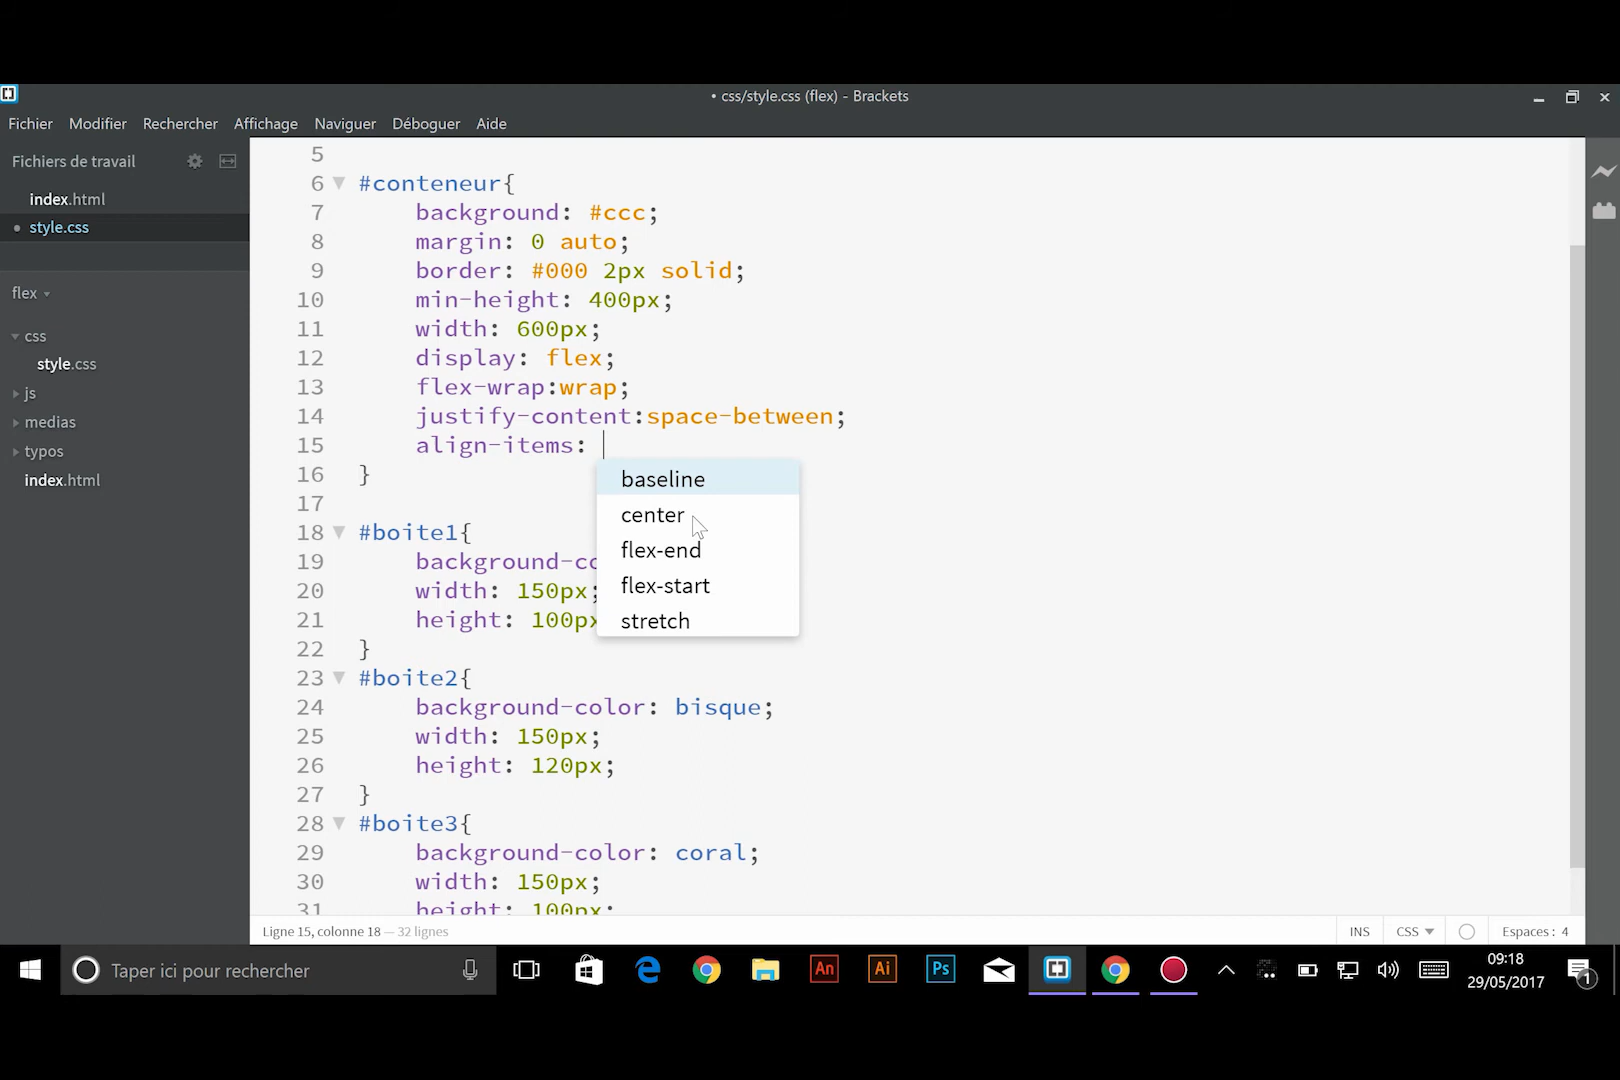 • css/style.css (flex) - Brackets
Fichier Modifier Rechercher Affichage Naviguer Déboguer Aide
Fichiers de travail
index.html
• style.css
flex
css
style.css
js
medias
typos
index.html
5
6 #conteneur{
7 background: #ccc;
8 margin: 0 auto;
9 border: #000 2px solid;
10 min-height: 400px;
11 width: 600px;
12 display: flex;
13 flex-wrap:wrap;
14 justify-content:space-between;
15 align-items:
16 }
17
18 #boite1{
19 background-co
20 width: 150px;
21 height: 100px
22 }
23 #boite2{
24 background-color: bisque;
25 width: 150px;
26 height: 120px;
27 }
28 #boite3{
29 background-color: coral;
30 width: 150px;
31 height: 100px;
baseline
center
flex-end
flex-start
stretch
Ligne 15, colonne 18 — 32 lignes
INS CSS Espaces : 4
Taper ici pour rechercher
An Ai Ps
09:18
29/05/2017
1